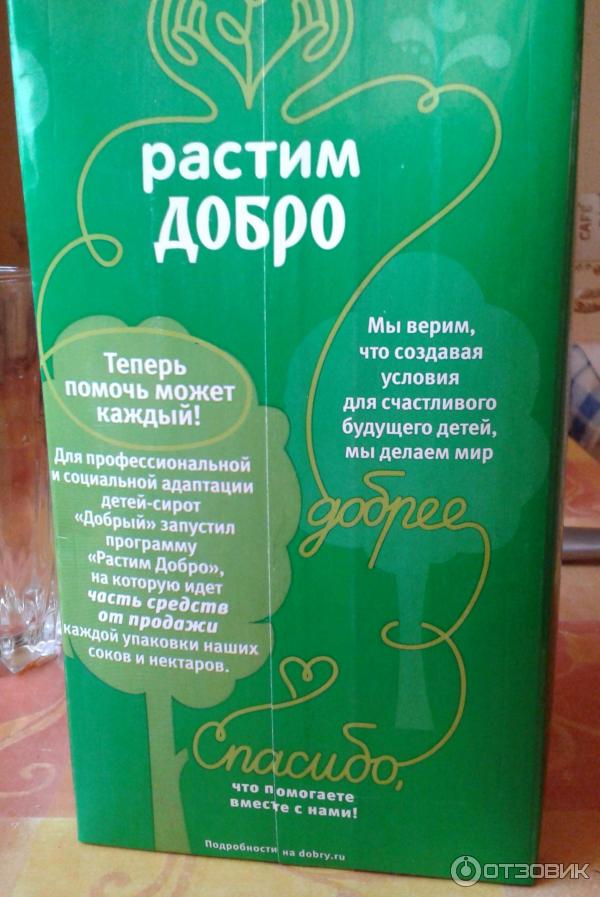 растим
ДОБРО
Теперь
помочь может
каждый!
Для профессиональной
и социальной адаптации
детей-сирот
«Добрый» запустил
программу
«Растим Добро»,
на которую идет
часть средств
от продажи
каждой упаковки наших
соков и нектаров.
Мы верим,
что создавая
условия
для счастливого
будущего детей,
мы делаем мир
добрее
Спасибо,
что помогаете
вместе с нами!
Подробности на dobry.ru
CAFÉ
ОТЗОВИК